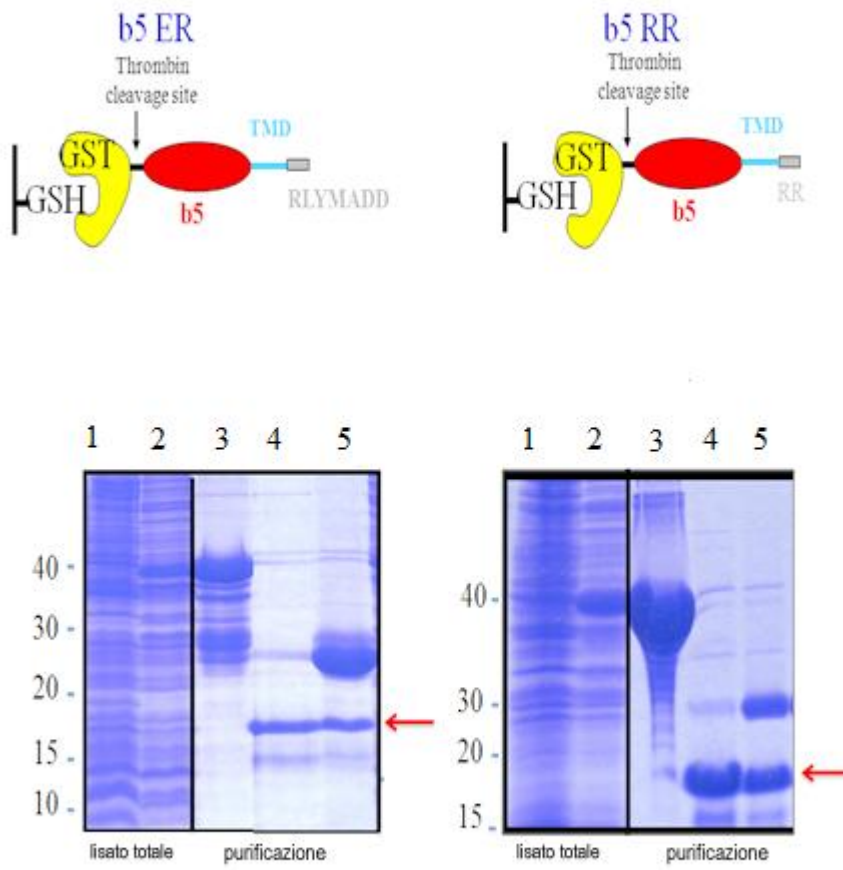 b5 ER
Thrombin
cleavage site
GST
TMD
GSH
RLYMADD
b5
b5 RR
Thrombin
cleavage site
GST
TMD
GSH
RR
b5
1 2 3 4 5
40
30
20
15
10
lisato totale
purificazione
1 2 3 4 5
40
30
20
15
lisato totale
purificazione